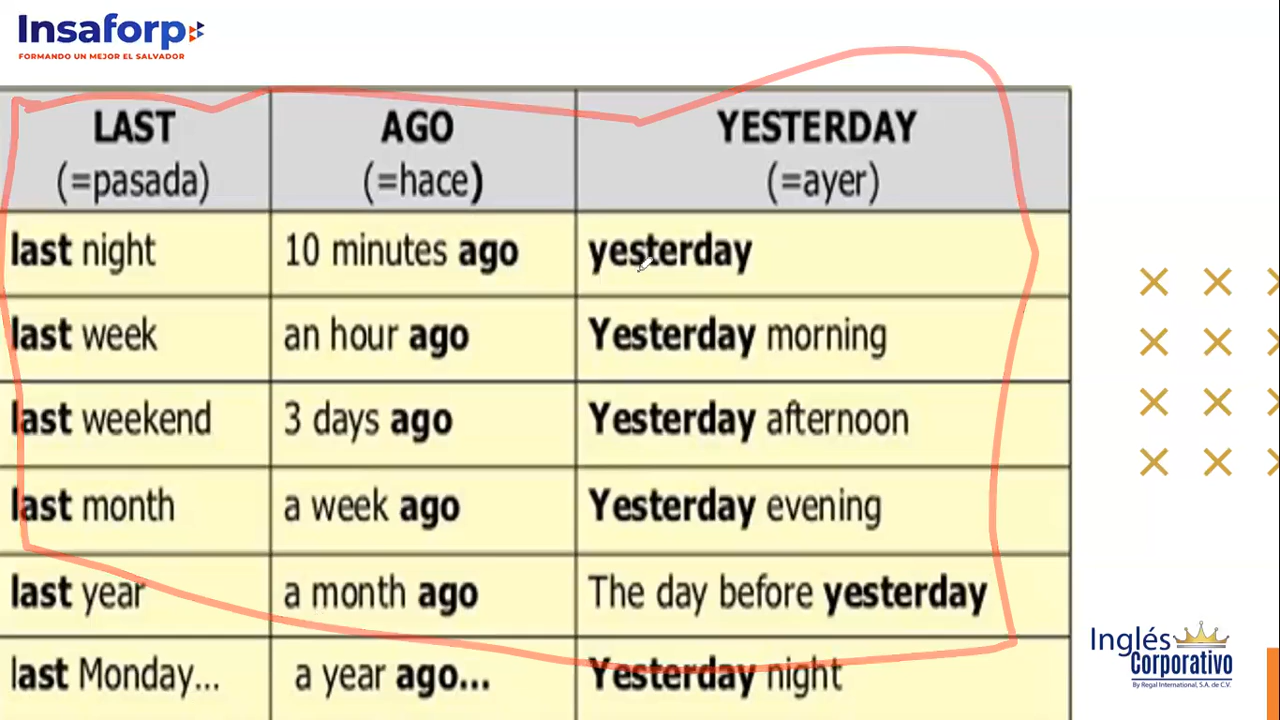 Insaforp
FORMANDO UN MEJOR EL SALVADOR
LAST AGO YESTERDAY
(=pasada) (=hace) (=ayer)
last night 10 minutes ago yesterday
last week an hour ago Yesterday morning
last weekend 3 days ago Yesterday afternoon
last month a week ago Yesterday evening
last year a month ago The day before yesterday
last Monday... a year ago... Yesterday night
Inglés
Corporativo
By Regal International, S.A. de C.V.